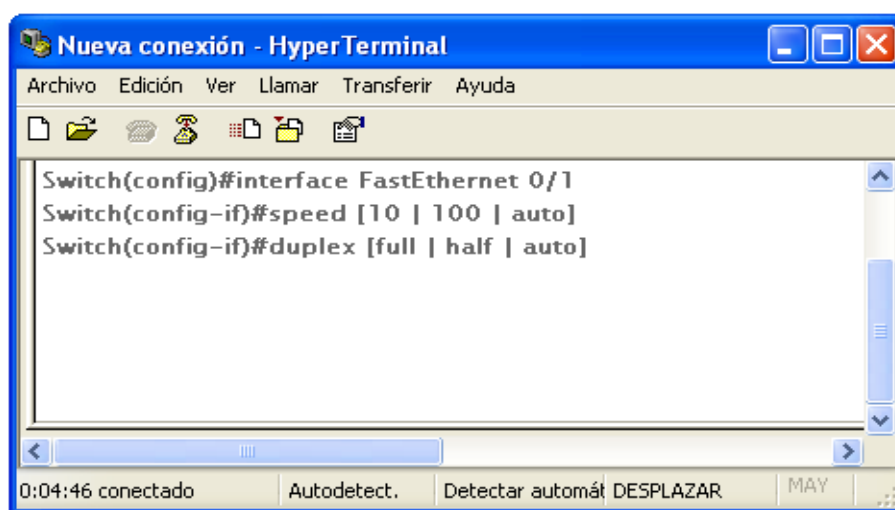 Nueva conexión - HyperTerminal
Archivo Edición Ver Llamar Transferir Ayuda
Switch(config)#interface FastEthernet 0/1
Switch(config-if)#speed [10 | 100 | auto]
Switch(config-if)#duplex [full | half | auto]
0:04:46 conectado Autodetect. Detectar automát DESPLAZAR MAY